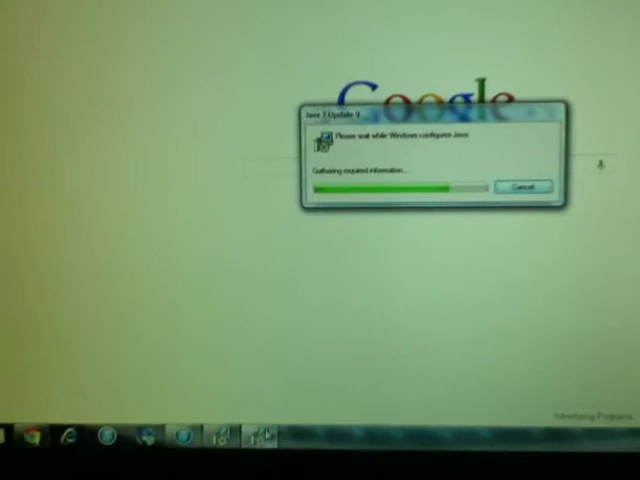 Google
Java 7 Update 9
Please wait while Windows configures Java
Gathering required information...
Cancel
Advertising Programs